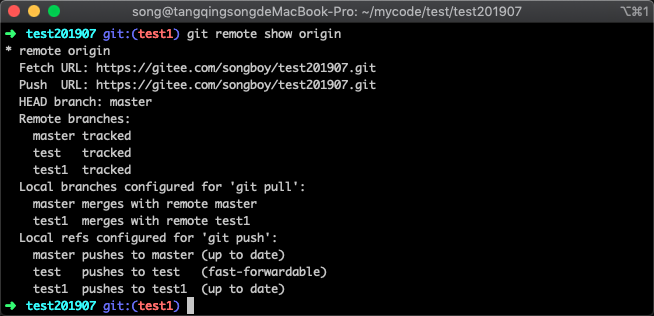 song@tangqingsongdeMacBook-Pro: ~/mycode/test/test201907 ⌥⌘1
➜ test201907 git:(test1) git remote show origin
* remote origin
  Fetch URL: https://gitee.com/songboy/test201907.git
  Push  URL: https://gitee.com/songboy/test201907.git
  HEAD branch: master
  Remote branches:
    master tracked
    test   tracked
    test1  tracked
  Local branches configured for 'git pull':
    master merges with remote master
    test1  merges with remote test1
  Local refs configured for 'git push':
    master pushes to master (up to date)
    test   pushes to test   (fast-forwardable)
    test1  pushes to test1  (up to date)
➜ test201907 git:(test1)